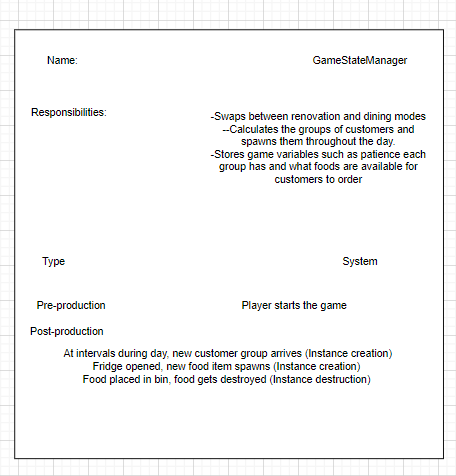 Name: GameStateManager
Responsibilities:
-Swaps between renovation and dining modes
--Calculates the groups of customers and
spawns them throughout the day.
-Stores game variables such as patience each
group has and what foods are available for
customers to order
Type System
Pre-production Player starts the game
Post-production
At intervals during day, new customer group arrives (Instance creation)
Fridge opened, new food item spawns (Instance creation)
Food placed in bin, food gets destroyed (Instance destruction)